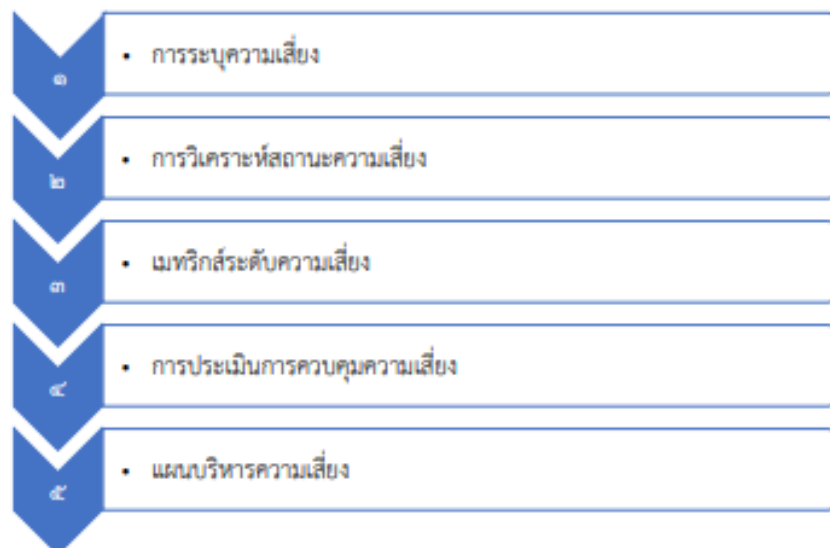 ๑
• การระบุความเสี่ยง
๒
• การวิเคราะห์สถานะความเสี่ยง
๓
• เมทริกส์ระดับความเสี่ยง
๔
• การประเมินการควบคุมความเสี่ยง
๕
• แผนบริหารความเสี่ยง